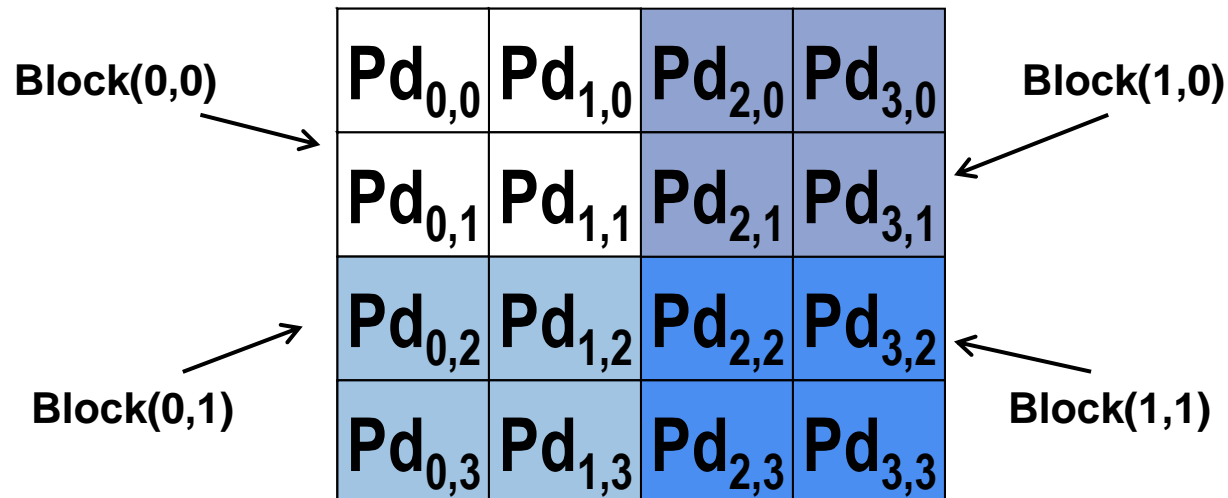 Pd0,0 Pd1,0 Pd2,0 Pd3,0
Block(0,0) Block(1,0)
Pd0,1 Pd1,1 Pd2,1 Pd3,1
Pd0,2 Pd1,2 Pd2,2 Pd3,2
Block(0,1) Block(1,1)
Pd0,3 Pd1,3 Pd2,3 Pd3,3